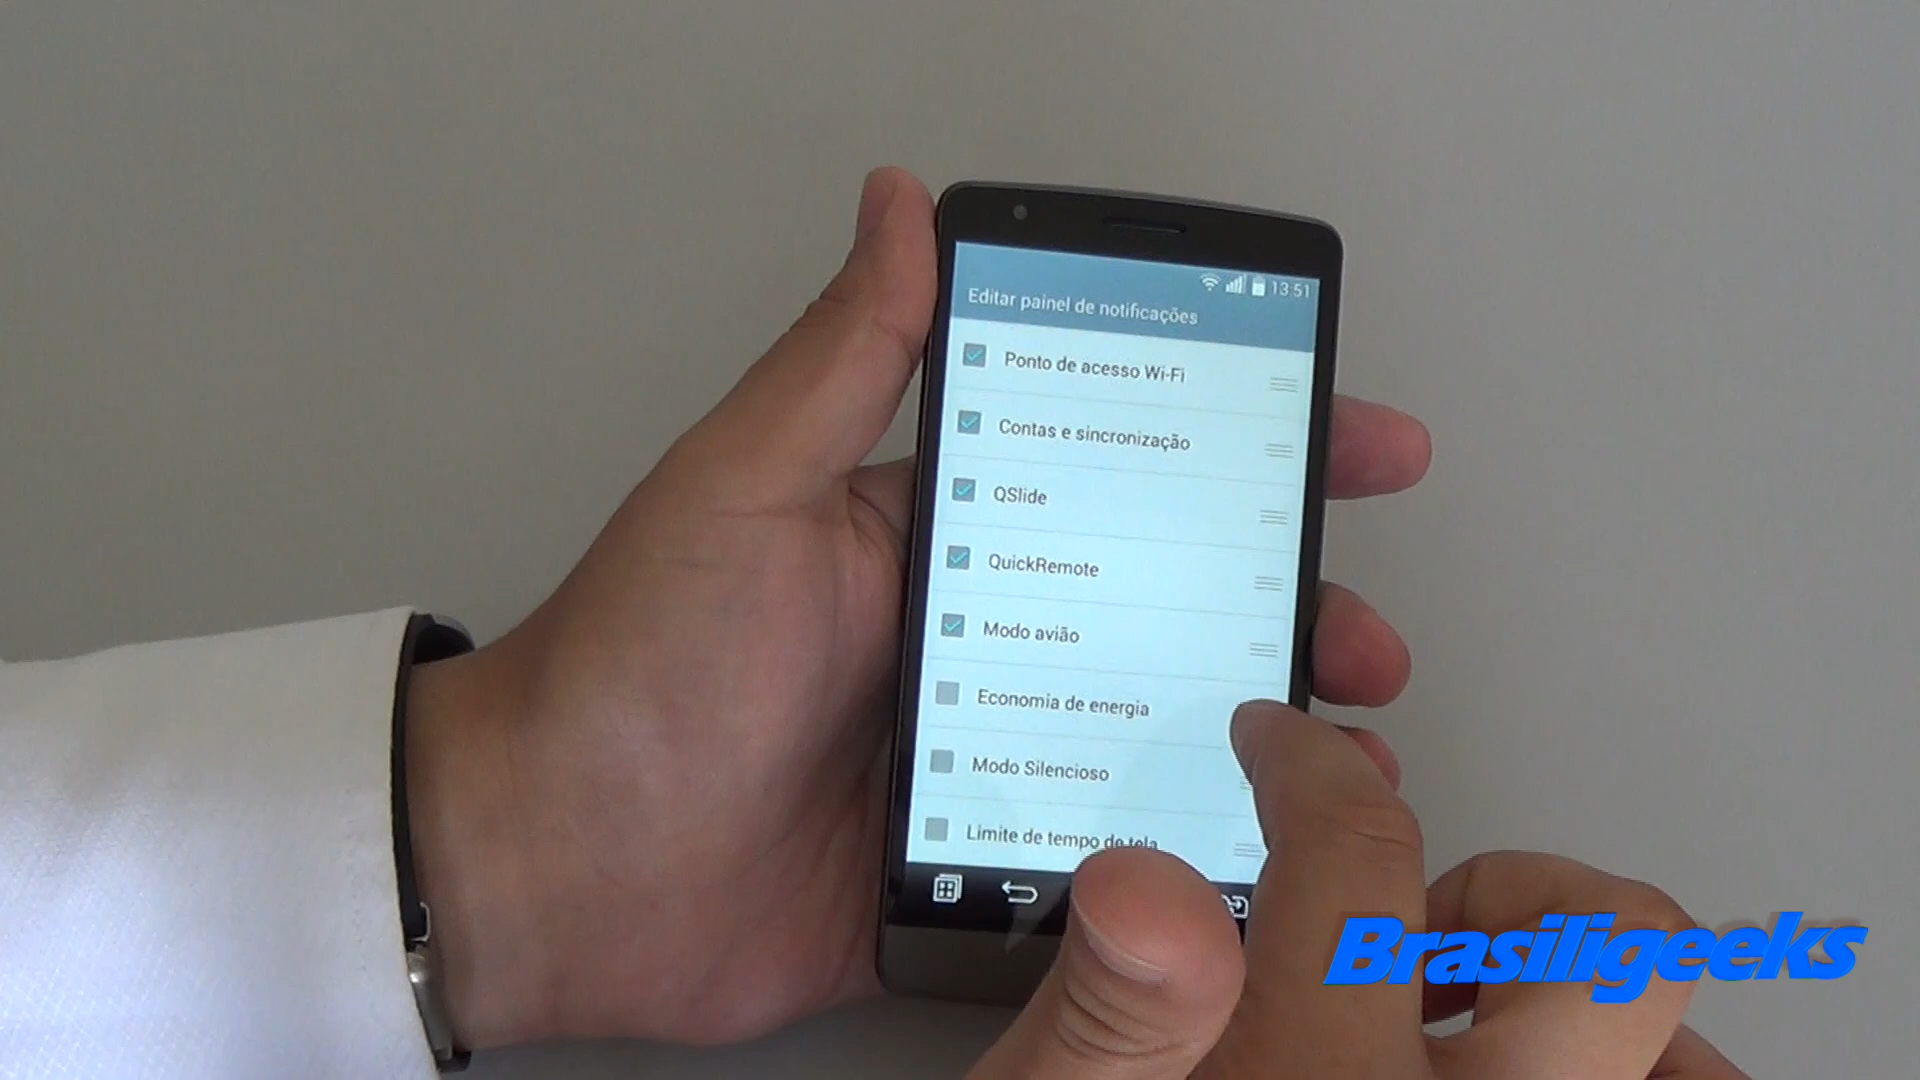 13:51
Editar painel de notificações
Ponto de acesso Wi-Fi
Contas e sincronização
QSlide
QuickRemote
Modo avião
Economia de energia
Modo Silencioso
Limite de tempo de tela
Brasiligeeks